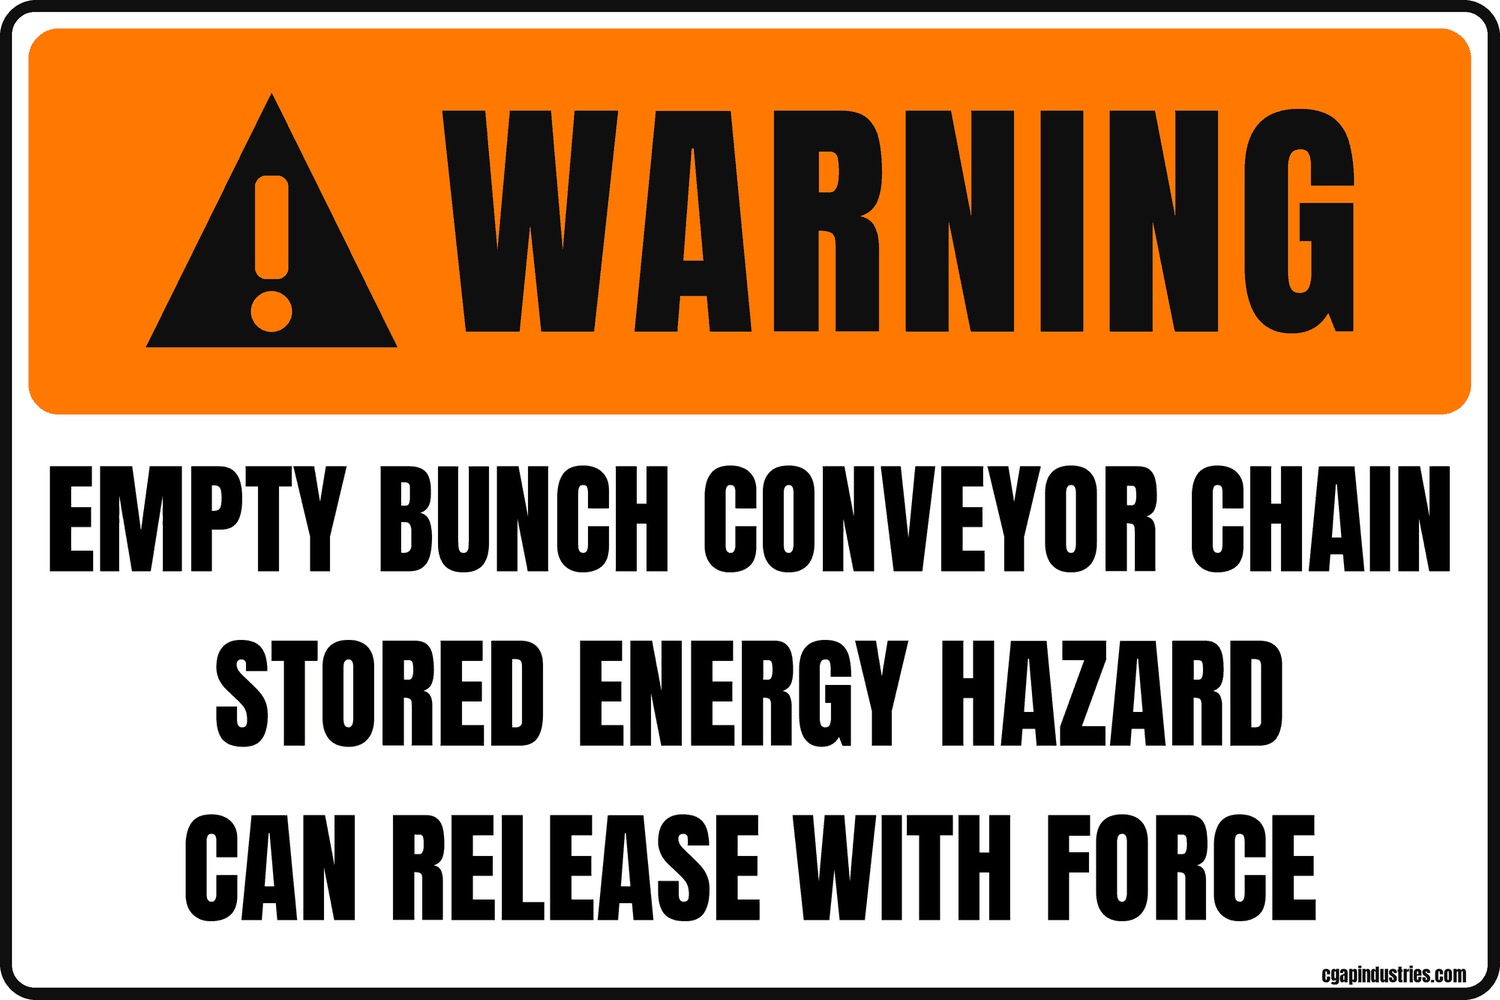 WARNING
EMPTY BUNCH CONVEYOR CHAIN
STORED ENERGY HAZARD
CAN RELEASE WITH FORCE
cgapindustries.com